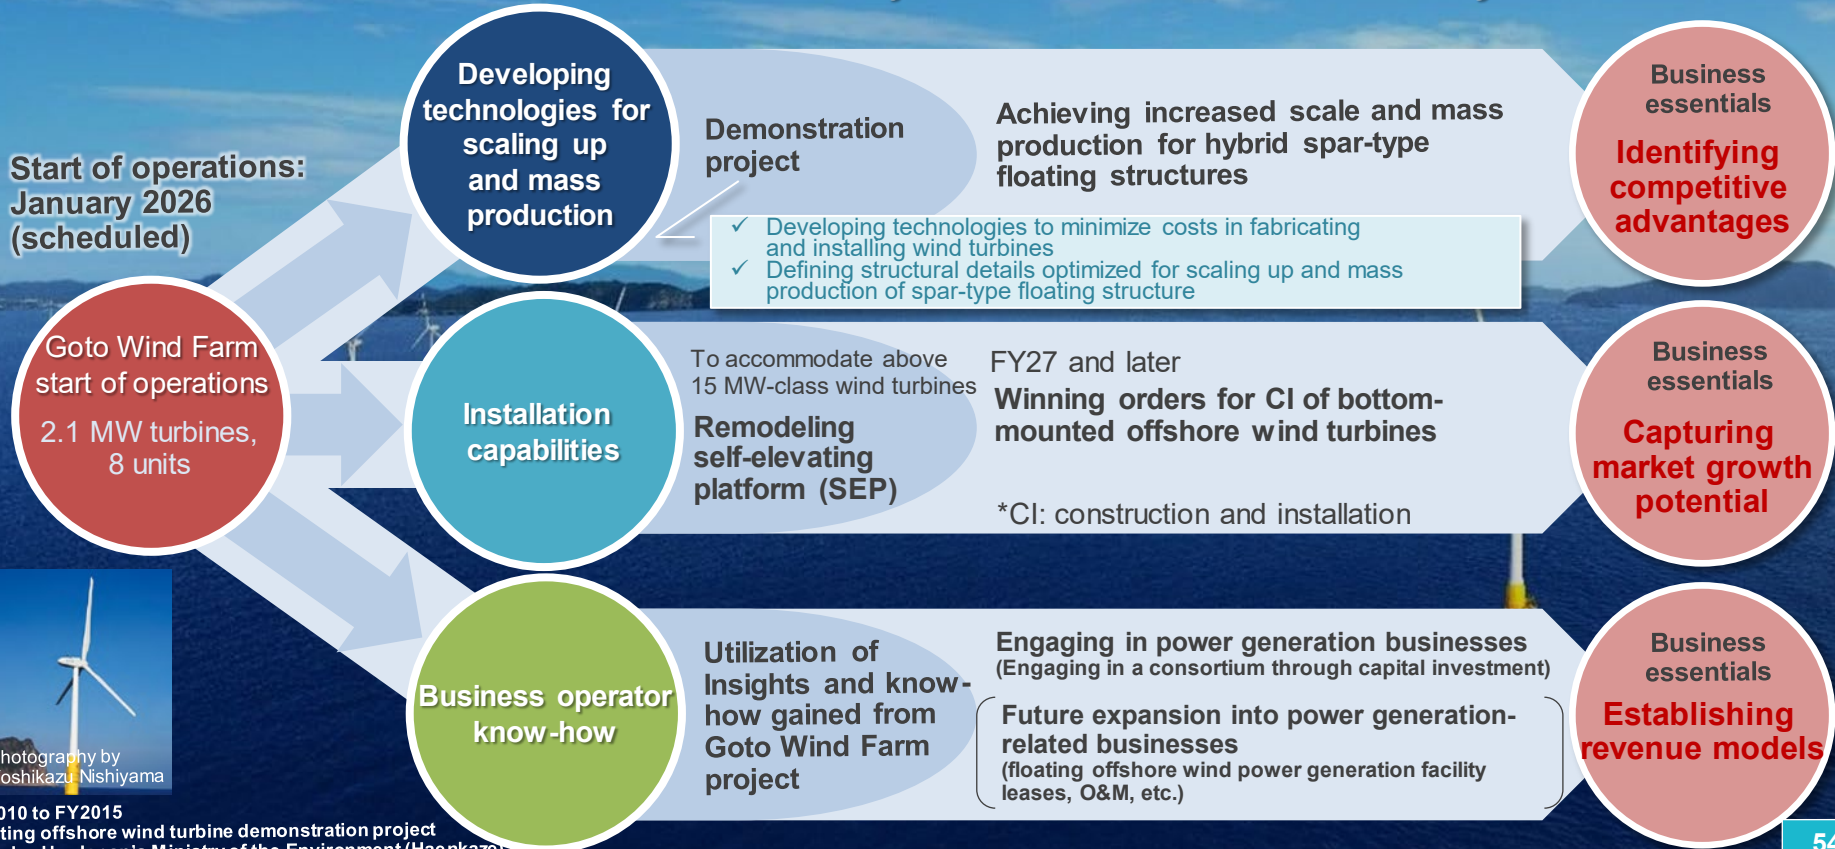 Start of operations:
January 2026
(scheduled)
Goto Wind Farm
start of operations
2.1 MW turbines,
8 units
Developing
technologies for
scaling up
and mass
production
Demonstration
project
Achieving increased scale and mass
production for hybrid spar-type
floating structures
✓ Developing technologies to minimize costs in fabricating
and installing wind turbines
✓ Defining structural details optimized for scaling up and mass
production of spar-type floating structure
Business
essentials
Identifying
competitive
advantages
Installation
capabilities
To accommodate above
15 MW-class wind turbines
Remodeling
self-elevating
platform (SEP)
FY27 and later
Winning orders for CI of bottom-
mounted offshore wind turbines
*CI: construction and installation
Business
essentials
Capturing
market growth
potential
Business operator
know-how
Utilization of
Insights and know-
how gained from
Goto Wind Farm
project
Engaging in power generation businesses
(Engaging in a consortium through capital investment)
Future expansion into power generation-
related businesses
(floating offshore wind power generation facility
leases, O&M, etc.)
Business
essentials
Establishing
revenue models
hotography by
oshikazu Nishiyama
010 to FY2015
ting offshore wind turbine demonstration project
Ministry of the Environment (Haenkaze)
54